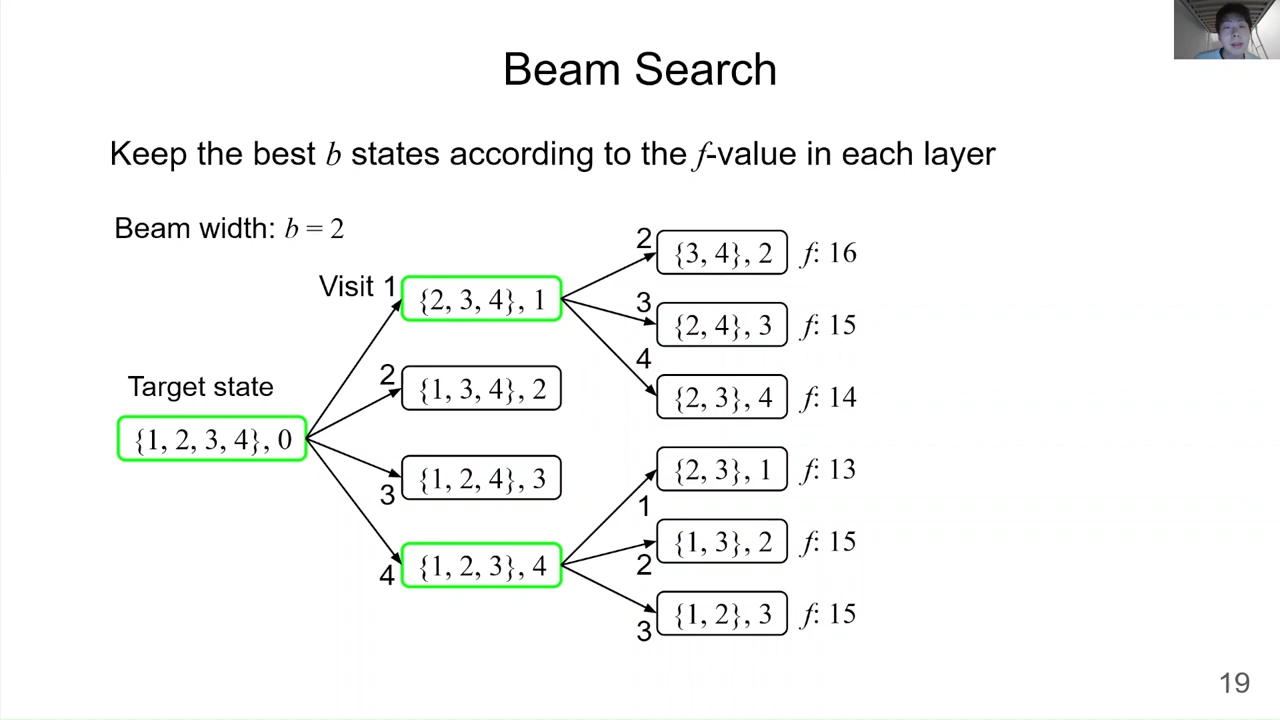 Beam Search
Keep the best b states according to the f-value in each layer
Beam width: b = 2
Visit 1
{2, 3, 4}, 1
2
{1, 3, 4}, 2
Target state
{1, 2, 3, 4}, 0
3
{1, 2, 4}, 3
4
{1, 2, 3}, 4
2
{3, 4}, 2 f: 16
3
{2, 4}, 3 f: 15
4
{2, 3}, 4 f: 14
1
{2, 3}, 1 f: 13
2
{1, 3}, 2 f: 15
3
{1, 2}, 3 f: 15
19